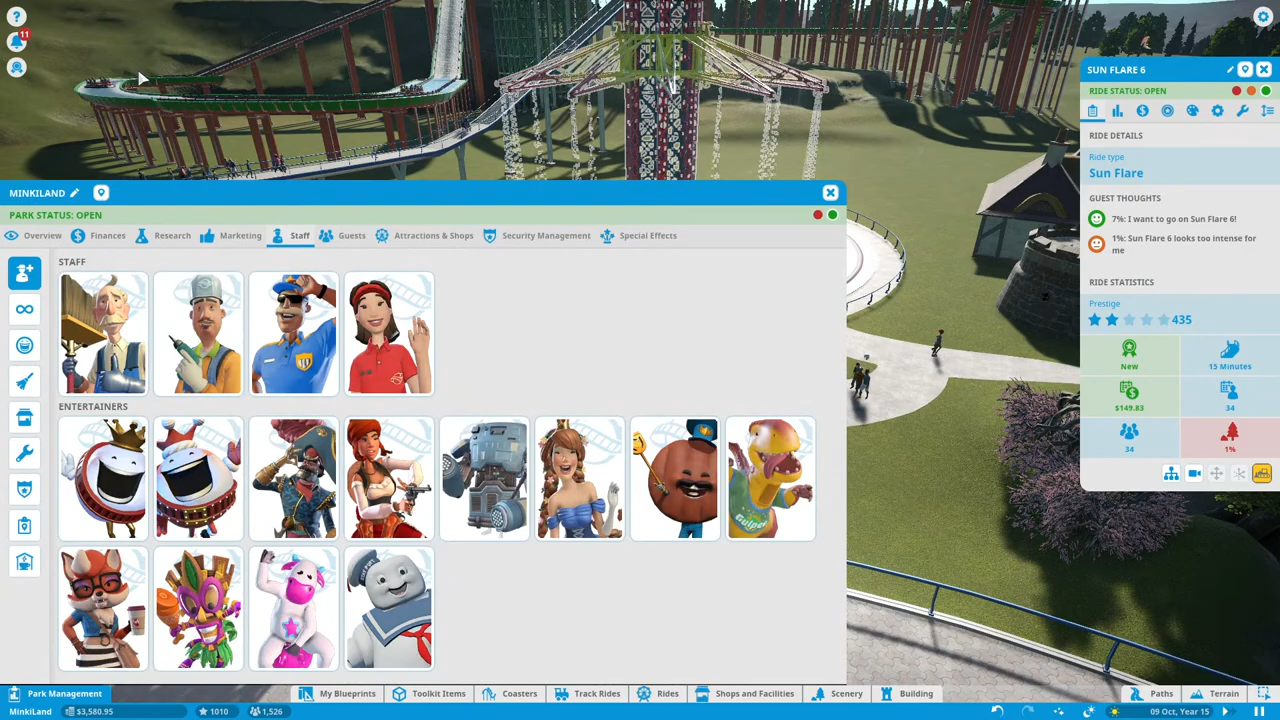 ?
11
MINKILAND
PARK STATUS: OPEN
Overview
Finances
Research
Marketing
Staff
Guests
Attractions & Shops
Security Management
Special Effects
STAFF
ENTERTAINERS
Gulpee
SUN FLARE 6
RIDE STATUS: OPEN
RIDE DETAILS
Ride type
Sun Flare
GUEST THOUGHTS
7%: I want to go on Sun Flare 6!
1%: Sun Flare 6 looks too intense for
me
RIDE STATISTICS
Prestige
435
New
15 Minutes
$149.83
34
34
1%
Park Management
My Blueprints
Toolkit Items
Coasters
Track Rides
Rides
Shops and Facilities
Scenery
Building
Paths
Terrain
MinkiLand
$3,580.95
1010
1,526
09 Oct, Year 15